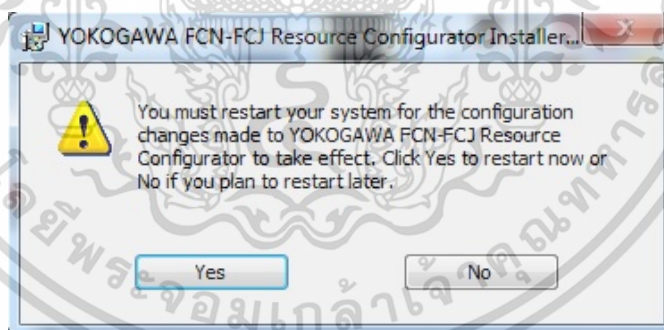 YOKOGAWA FCN-FCJ Resource Configurator Installer...
You must restart your system for the configuration
changes made to YOKOGAWA FCN-FCJ Resource
Configurator to take effect. Click Yes to restart now or
No if you plan to restart later.
Yes
No